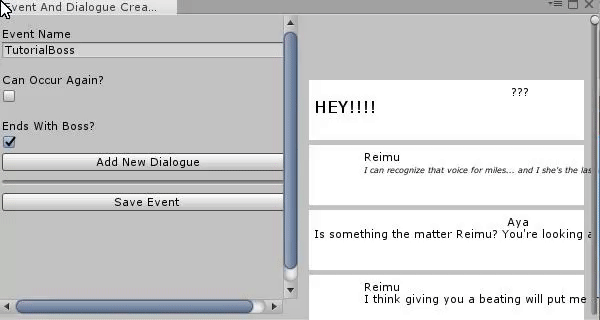 Event And Dialogue Crea...
Event Name
TutorialBoss
Can Occur Again?
Ends With Boss?
Add New Dialogue
Save Event
???
HEY!!!!
Reimu
I can recognize that voice for miles... and I she's the las
Aya
Is something the matter Reimu? You're looking a
Reimu
I think giving you a beating will put me